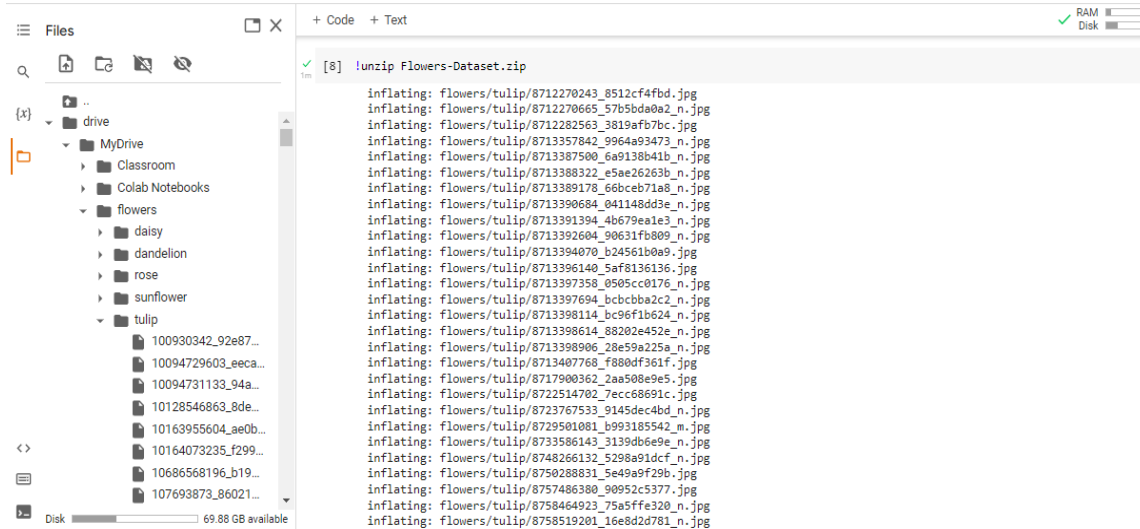 Files
..
drive
MyDrive
Classroom
Colab Notebooks
flowers
daisy
dandelion
rose
sunflower
tulip
100930342_92e87...
10094729603_eeca...
10094731133_94a...
10128546863_8de...
10163955604_ae0b...
10164073235_f299...
10686568196_b19...
107693873_86021...
Disk 69.88 GB available
{x}
<>
+ Code + Text
RAM
Disk
1m
[8] !unzip Flowers-Dataset.zip
inflating: flowers/tulip/8712270243_8512cf4fbd.jpg
inflating: flowers/tulip/8712270665_57b5bda0a2_n.jpg
inflating: flowers/tulip/8712282563_3819afb7bc.jpg
inflating: flowers/tulip/8713357842_9964a93473_n.jpg
inflating: flowers/tulip/8713387500_6a9138b41b_n.jpg
inflating: flowers/tulip/8713388322_e5ae26263b_n.jpg
inflating: flowers/tulip/8713389178_66bceb71a8_n.jpg
inflating: flowers/tulip/8713390684_041148dd3e_n.jpg
inflating: flowers/tulip/8713391394_4b679ea1e3_n.jpg
inflating: flowers/tulip/8713392604_90631fb809_n.jpg
inflating: flowers/tulip/8713394070_b24561b0a9.jpg
inflating: flowers/tulip/8713396140_5af8136136.jpg
inflating: flowers/tulip/8713397358_0505cc0176_n.jpg
inflating: flowers/tulip/8713397694_bcbcbba2c2_n.jpg
inflating: flowers/tulip/8713398114_bc96f1b624_n.jpg
inflating: flowers/tulip/8713398614_88202e452e_n.jpg
inflating: flowers/tulip/8713398906_28e59a225a_n.jpg
inflating: flowers/tulip/8713407768_f880df361f.jpg
inflating: flowers/tulip/8717900362_2aa508e9e5.jpg
inflating: flowers/tulip/8722514702_7ecc68691c.jpg
inflating: flowers/tulip/8723767533_9145dec4bd_n.jpg
inflating: flowers/tulip/8729501081_b993185542_m.jpg
inflating: flowers/tulip/8733586143_3139db6e9e_n.jpg
inflating: flowers/tulip/8748266132_5298a91dcf_n.jpg
inflating: flowers/tulip/8750288831_5e49a9f29b.jpg
inflating: flowers/tulip/8757486380_90952c5377.jpg
inflating: flowers/tulip/8758464923_75a5ffe320_n.jpg
inflating: flowers/tulip/8758519201_16e8d2d781_n.jpg